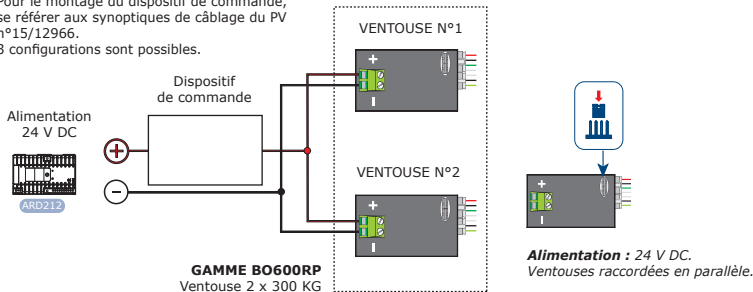 Pour le montage du dispositif de commande,
se référer aux synoptiques de câblage du PV
n°15/12966.
3 configurations sont possibles.
VENTOUSE N°1
Dispositif
de commande
Alimentation
24 V DC
ARD212
VENTOUSE N°2
GAMME BO600RP
Ventouse 2 x 300 KG
Alimentation : 24 V DC.
Ventouses raccordées en parallèle.